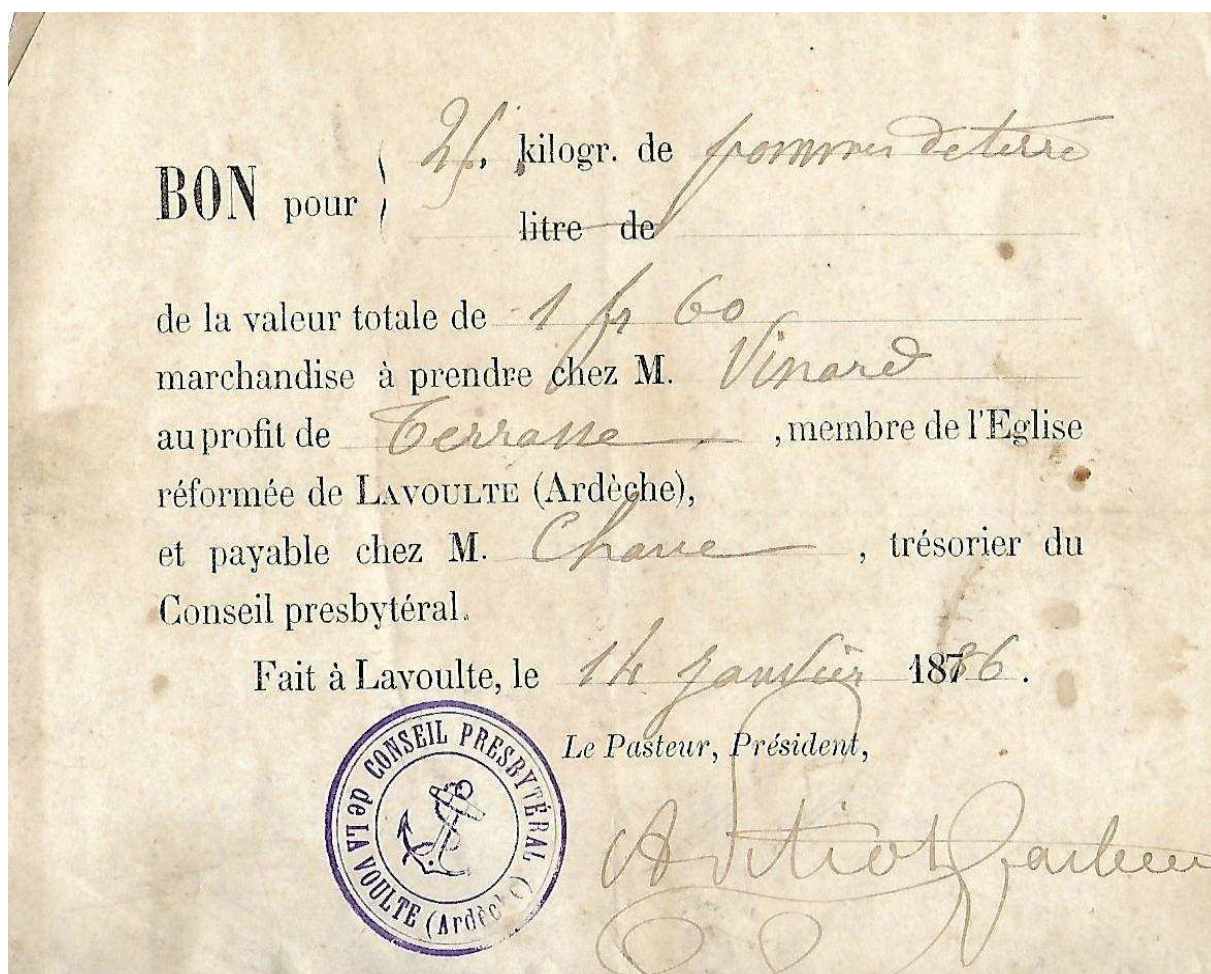 25. kilogr. de pommes de terre
BON pour
litre de
de la valeur totale de 1 fr 60
marchandise à prendre chez M. Vinard
au profit de Terrasse, membre de l'Eglise
réformée de LAVOULTE (Ardèche),
et payable chez M. Chave, trésorier du
Conseil presbytéral.
Fait à Lavoulte, le 14 janvier 1886.
Le Pasteur, Président,
CONSEIL PRESBYTÉRAL
de LA VOULTE (Ardèche)